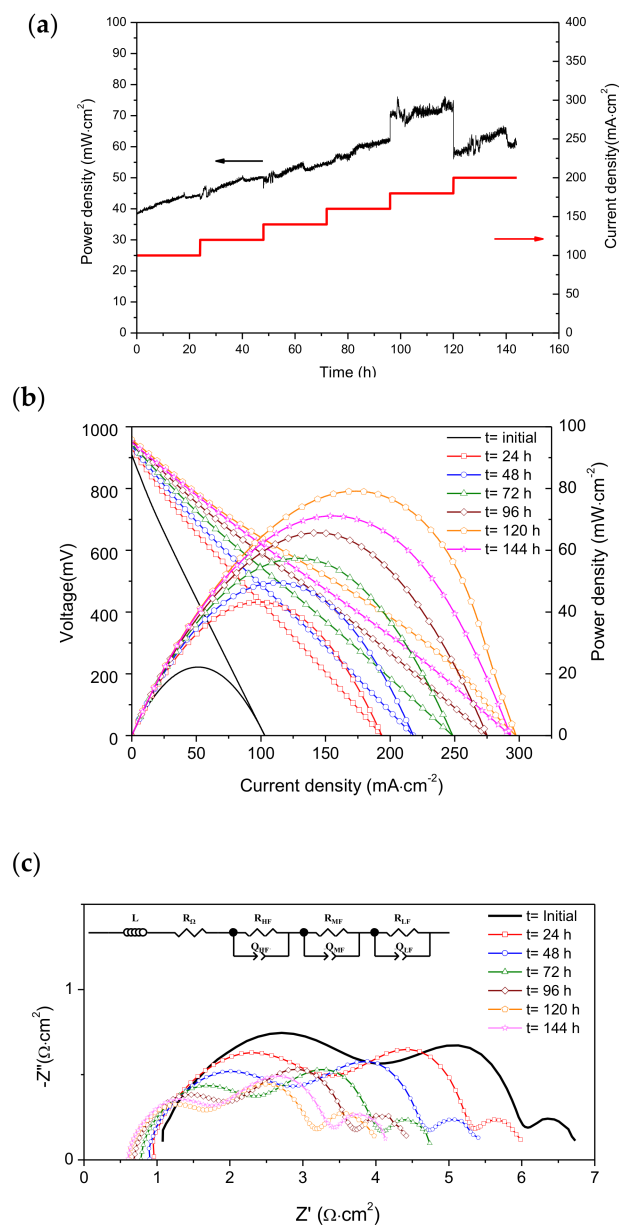 (a)
100
90
80
70
60
50
40
30
20
10
0
Power density (mW·cm²)
400
350
300
250
200
150
100
50
0
Current density(mA·cm²)
0 20 40 60 80 100 120 140 160
Time (h)
(b)
1000
800
600
400
200
0
Voltage(mV)
100
80
60
40
20
0
Power density (mW·cm⁻²)
t= initial
t= 24 h
t= 48 h
t= 72 h
t= 96 h
t= 120 h
t= 144 h
0 50 100 150 200 250 300
Current density (mA·cm⁻²)
(c)
L RΩ RHF RMF RLF
QHF QMF QLF
t= Initial
t= 24 h
t= 48 h
t= 72 h
t= 96 h
t= 120 h
t= 144 h
1
0
-Z"(Ω·cm²)
0 1 2 3 4 5 6 7
Z' (Ω·cm²)